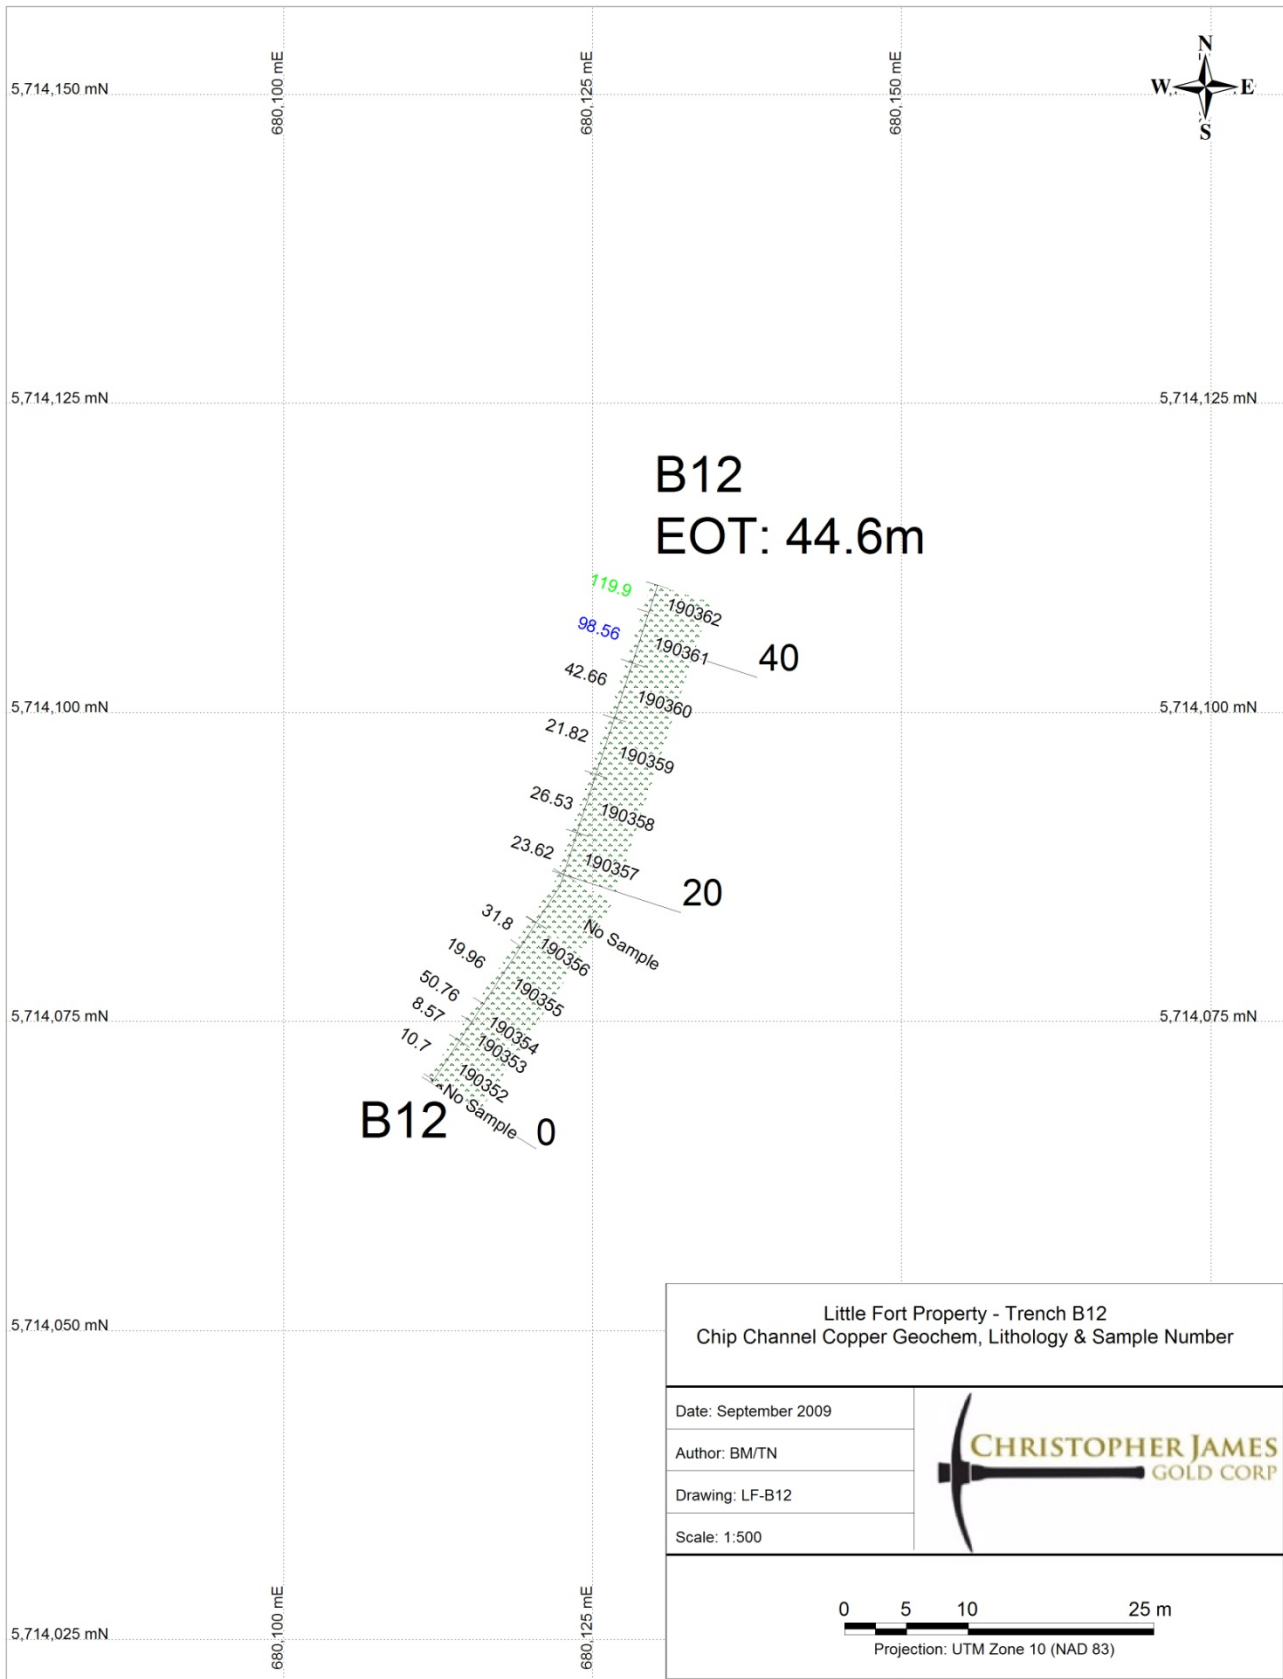 680,100 mE
680,125 mE
680,150 mE
N
W E
S
5,714,150 mN
5,714,125 mN
5,714,125 mN
B12
EOT: 44.6m
119.9
190362
98.56
190361
40
42.66
190360
5,714,100 mN
5,714,100 mN
21.82
190359
26.53
190358
23.62
190357
20
31.8
No Sample
190356
19.96
190355
50.76
190354
8.57
190353
5,714,075 mN
5,714,075 mN
10.7
190352
No Sample
B12
0
5,714,050 mN
Little Fort Property - Trench B12
Chip Channel Copper Geochem, Lithology & Sample Number
Date: September 2009
Author: BM/TN
Drawing: LF-B12
Scale: 1:500
CHRISTOPHER JAMES
GOLD CORP
0 5 10 25 m
Projection: UTM Zone 10 (NAD 83)
5,714,025 mN
680,100 mE
680,125 mE